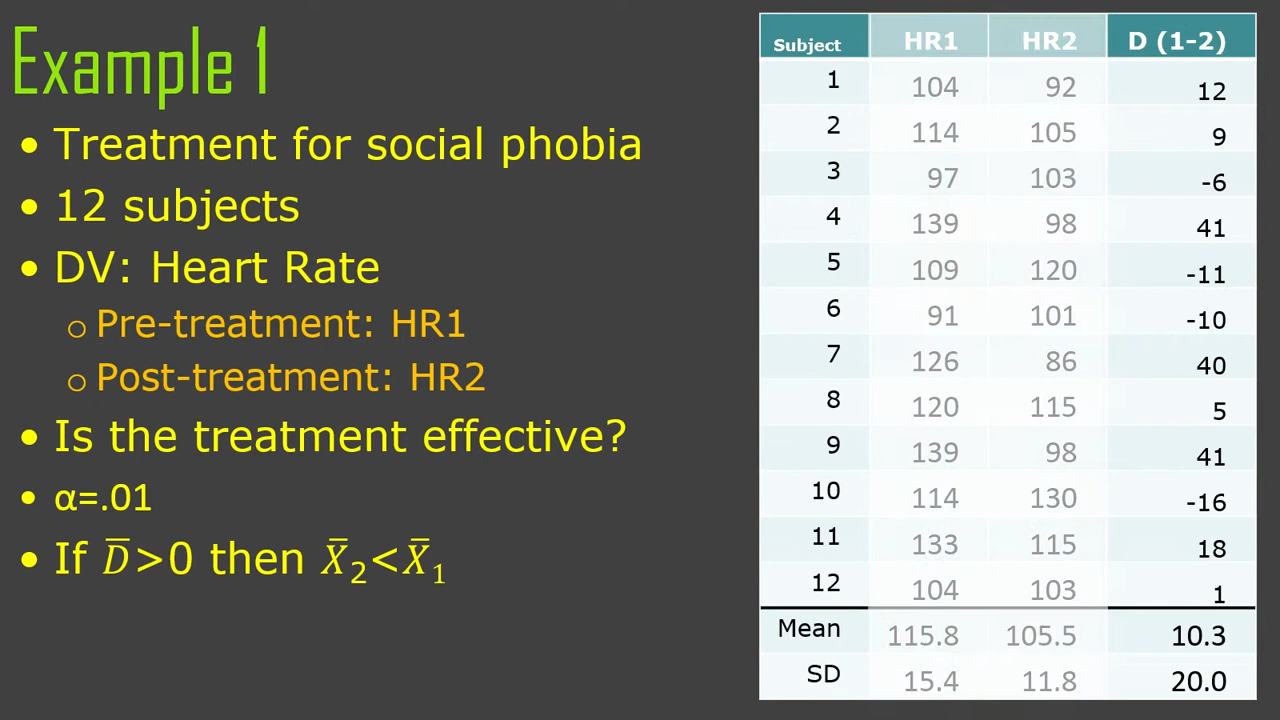 Example 1
• Treatment for social phobia
• 12 subjects
• DV: Heart Rate
o Pre-treatment: HR1
o Post-treatment: HR2
• Is the treatment effective?
• α=.01
• If D̅>0 then X̅₂<X̅₁
Subject HR1 HR2 D (1-2)
1 104 92 12
2 114 105 9
3 97 103 -6
4 139 98 41
5 109 120 -11
6 91 101 -10
7 126 86 40
8 120 115 5
9 139 98 41
10 114 130 -16
11 133 115 18
12 104 103 1
Mean 115.8 105.5 10.3
SD 15.4 11.8 20.0